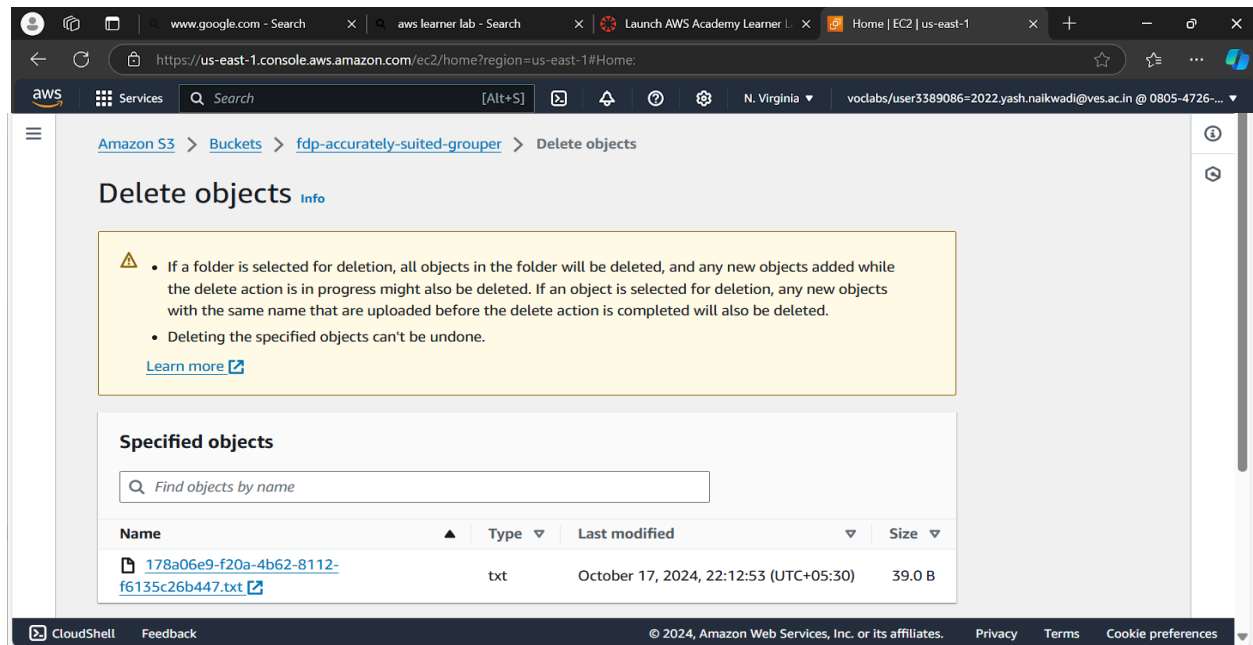 www.google.com - Search
aws learner lab - Search
Launch AWS Academy Learner L
Home | EC2 | us-east-1
https://us-east-1.console.aws.amazon.com/ec2/home?region=us-east-1#Home:
aws
Services
Search
[Alt+S]
N. Virginia
voclabs/user3389086=2022.yash.naikwadi@ves.ac.in @ 0805-4726-...
Amazon S3 > Buckets > fdp-accurately-suited-grouper > Delete objects
Delete objects Info
• If a folder is selected for deletion, all objects in the folder will be deleted, and any new objects added while
the delete action is in progress might also be deleted. If an object is selected for deletion, any new objects
with the same name that are uploaded before the delete action is completed will also be deleted.
• Deleting the specified objects can't be undone.
Learn more
Specified objects
Find objects by name
Name Type Last modified Size
178a06e9-f20a-4b62-8112-
f6135c26b447.txt
txt
October 17, 2024, 22:12:53 (UTC+05:30)
39.0 B
CloudShell Feedback © 2024, Amazon Web Services, Inc. or its affiliates. Privacy Terms Cookie preferences